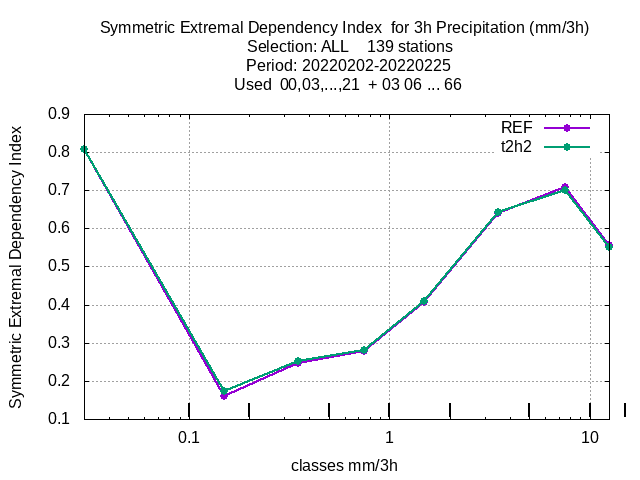 Symmetric Extremal Dependency Index  for 3h Precipitation (mm/3h)
Selection: ALL    139 stations
Period: 20220202-20220225
Used  00,03,...,21  + 03 06 ... 66
REF
t2h2
Symmetric Extremal Dependency Index
0.9
0.8
0.7
0.6
0.5
0.4
0.3
0.2
0.1
0.1 1 10
classes mm/3h